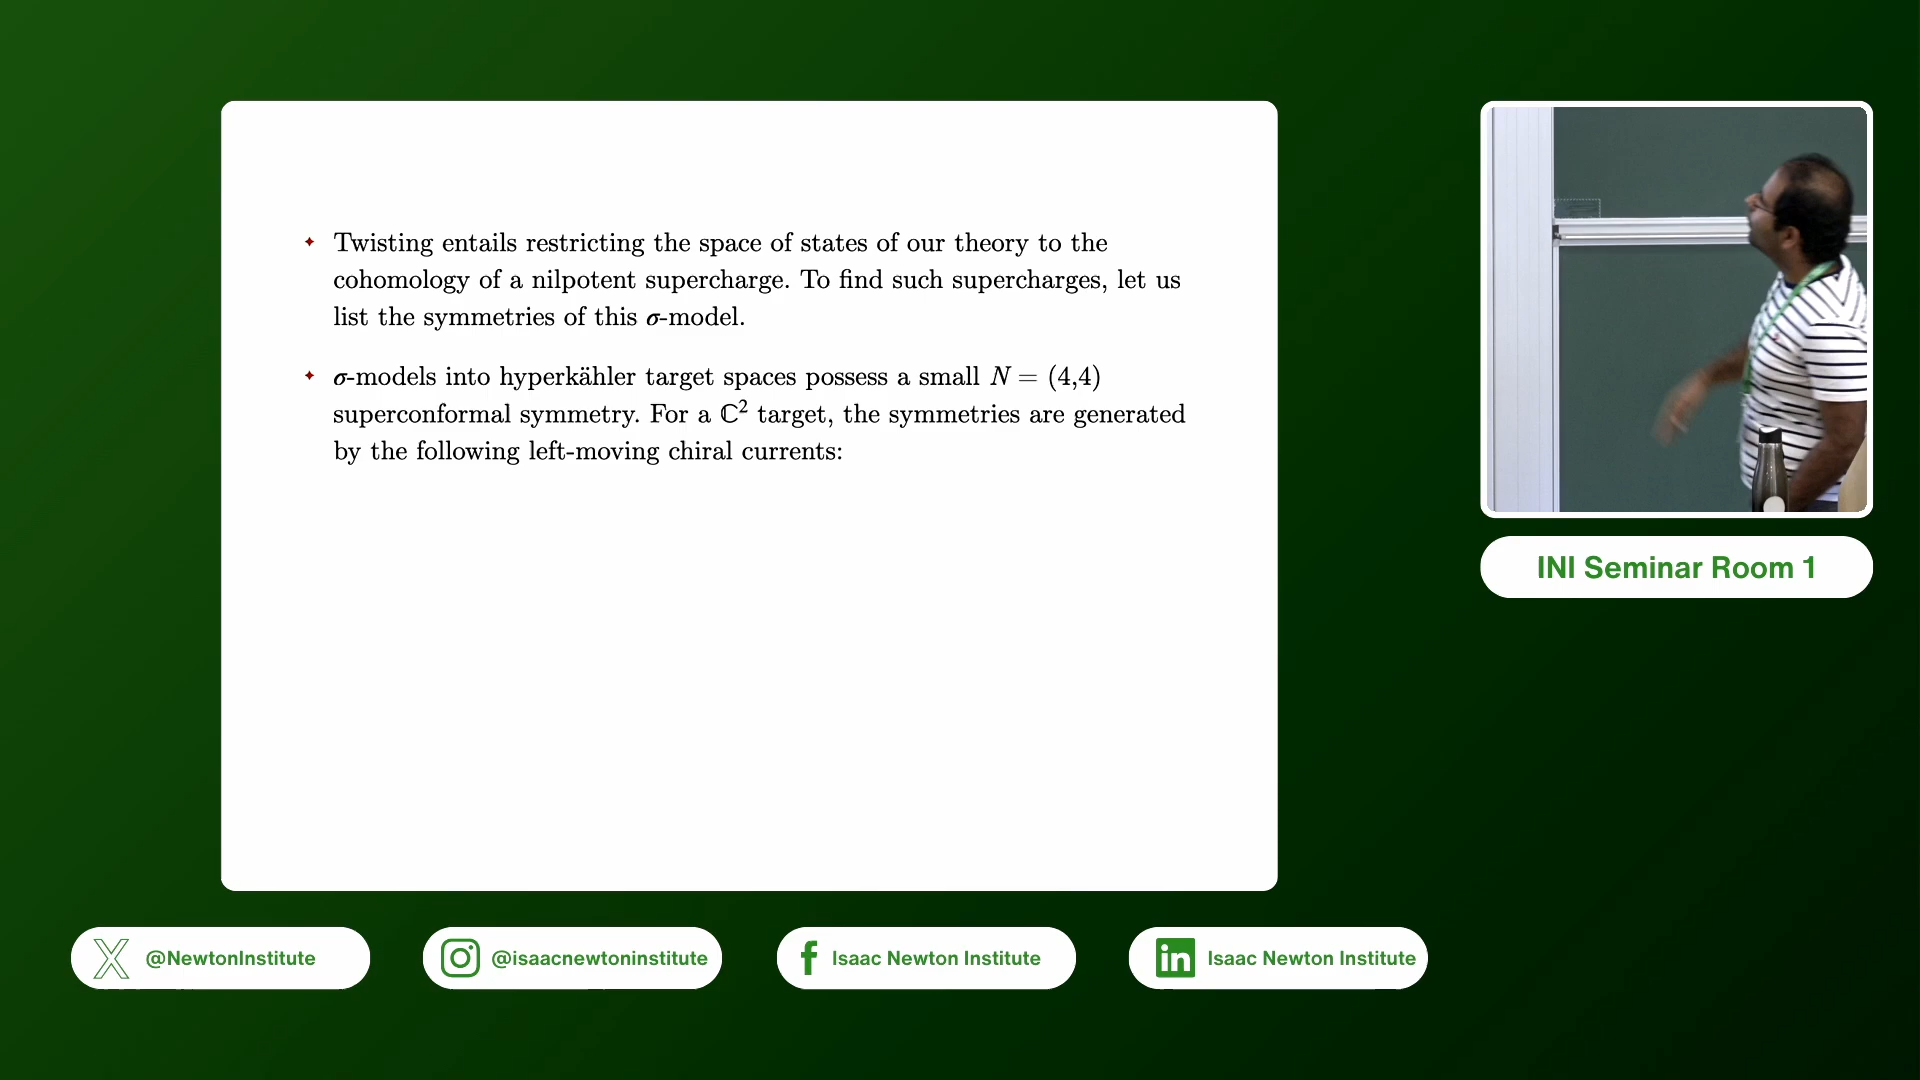 Twisting entails restricting the space of states of our theory to the
cohomology of a nilpotent supercharge. To find such supercharges, let us
list the symmetries of this σ-model.
σ-models into hyperkähler target spaces possess a small N = (4,4)
superconformal symmetry. For a ℂ² target, the symmetries are generated
by the following left-moving chiral currents:
INI Seminar Room 1
@NewtonInstitute
@isaacnewtoninstitute
Isaac Newton Institute
Isaac Newton Institute